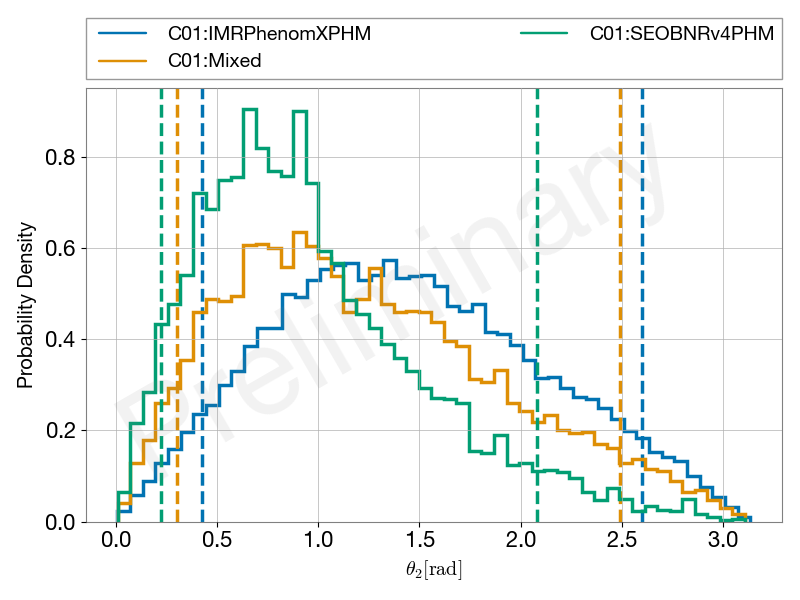 C01:IMRPhenomXPHM
C01:SEOBNRv4PHM
C01:Mixed
Preliminary
Probability Density
0.8
0.6
0.4
0.2
0.0
0.0 0.5 1.0 1.5 2.0 2.5 3.0
θ₂[rad]